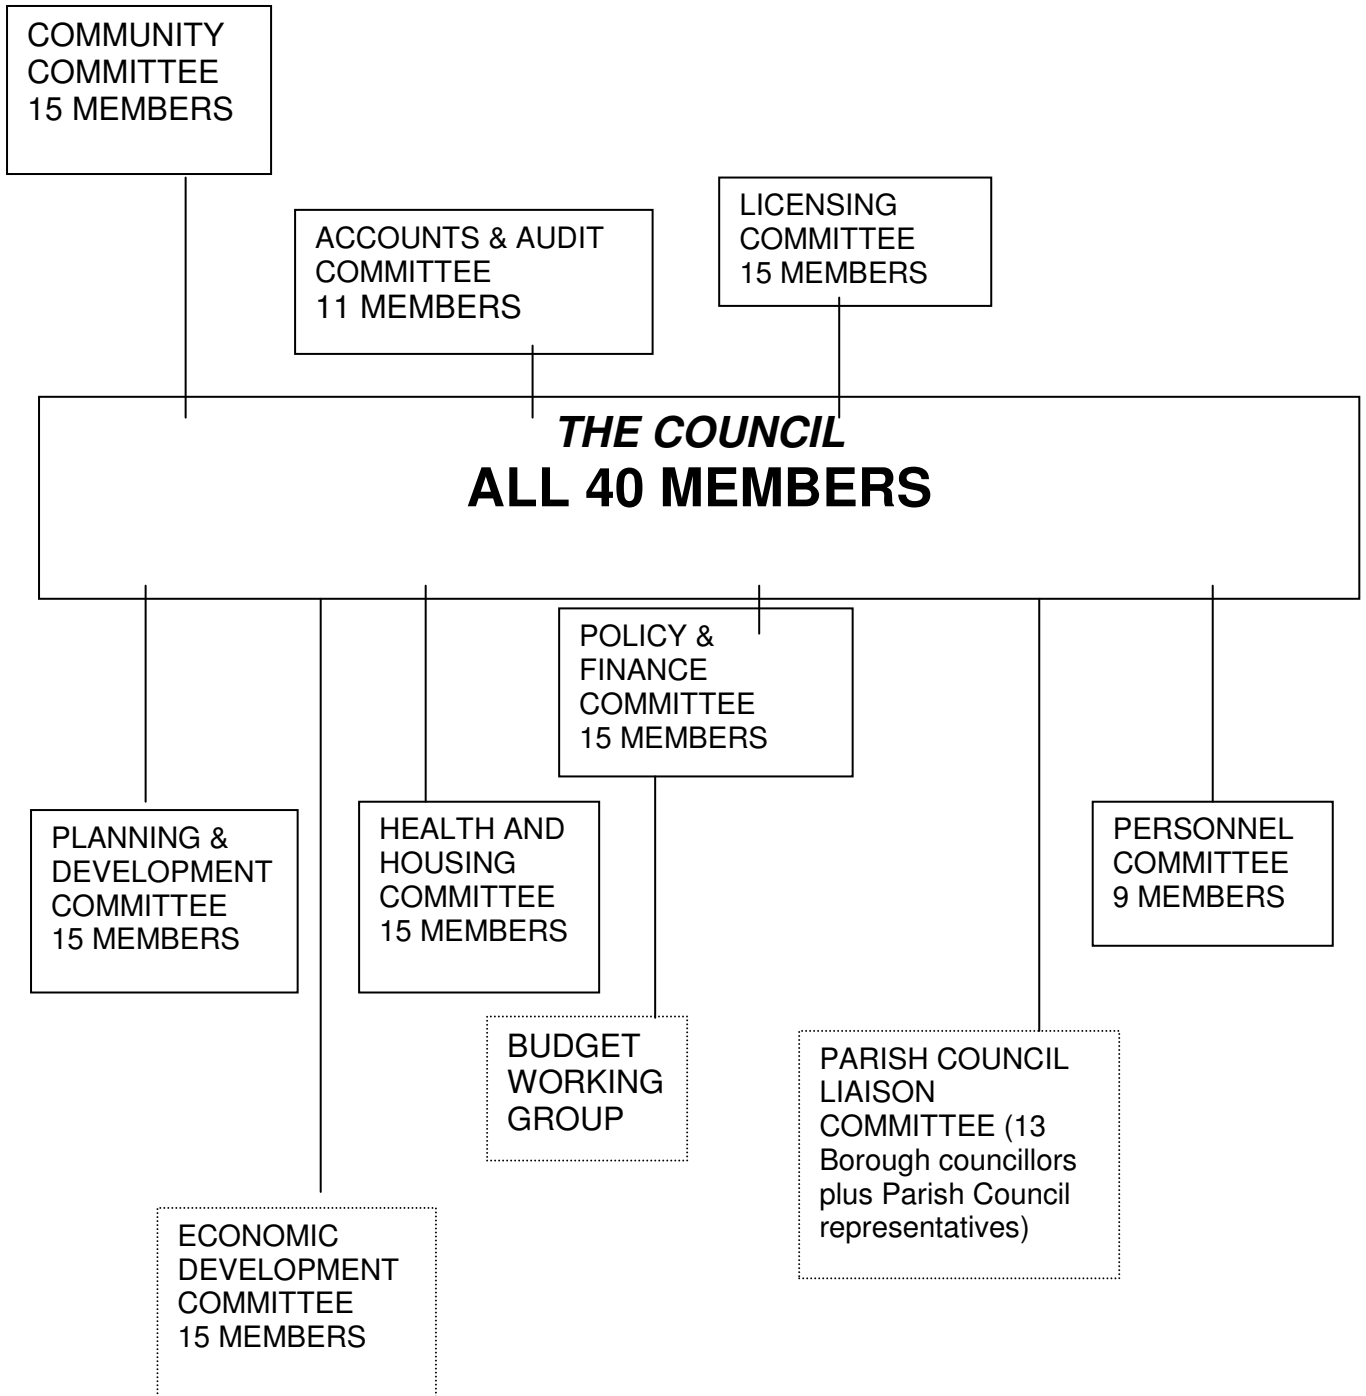 COMMUNITY
COMMITTEE
15 MEMBERS
ACCOUNTS & AUDIT
COMMITTEE
11 MEMBERS
LICENSING
COMMITTEE
15 MEMBERS
THE COUNCIL
ALL 40 MEMBERS
POLICY &
FINANCE
COMMITTEE
15 MEMBERS
PLANNING &
DEVELOPMENT
COMMITTEE
15 MEMBERS
HEALTH AND
HOUSING
COMMITTEE
15 MEMBERS
PERSONNEL
COMMITTEE
9 MEMBERS
BUDGET
WORKING
GROUP
PARISH COUNCIL
LIAISON
COMMITTEE (13
Borough councillors
plus Parish Council
representatives)
ECONOMIC
DEVELOPMENT
COMMITTEE
15 MEMBERS